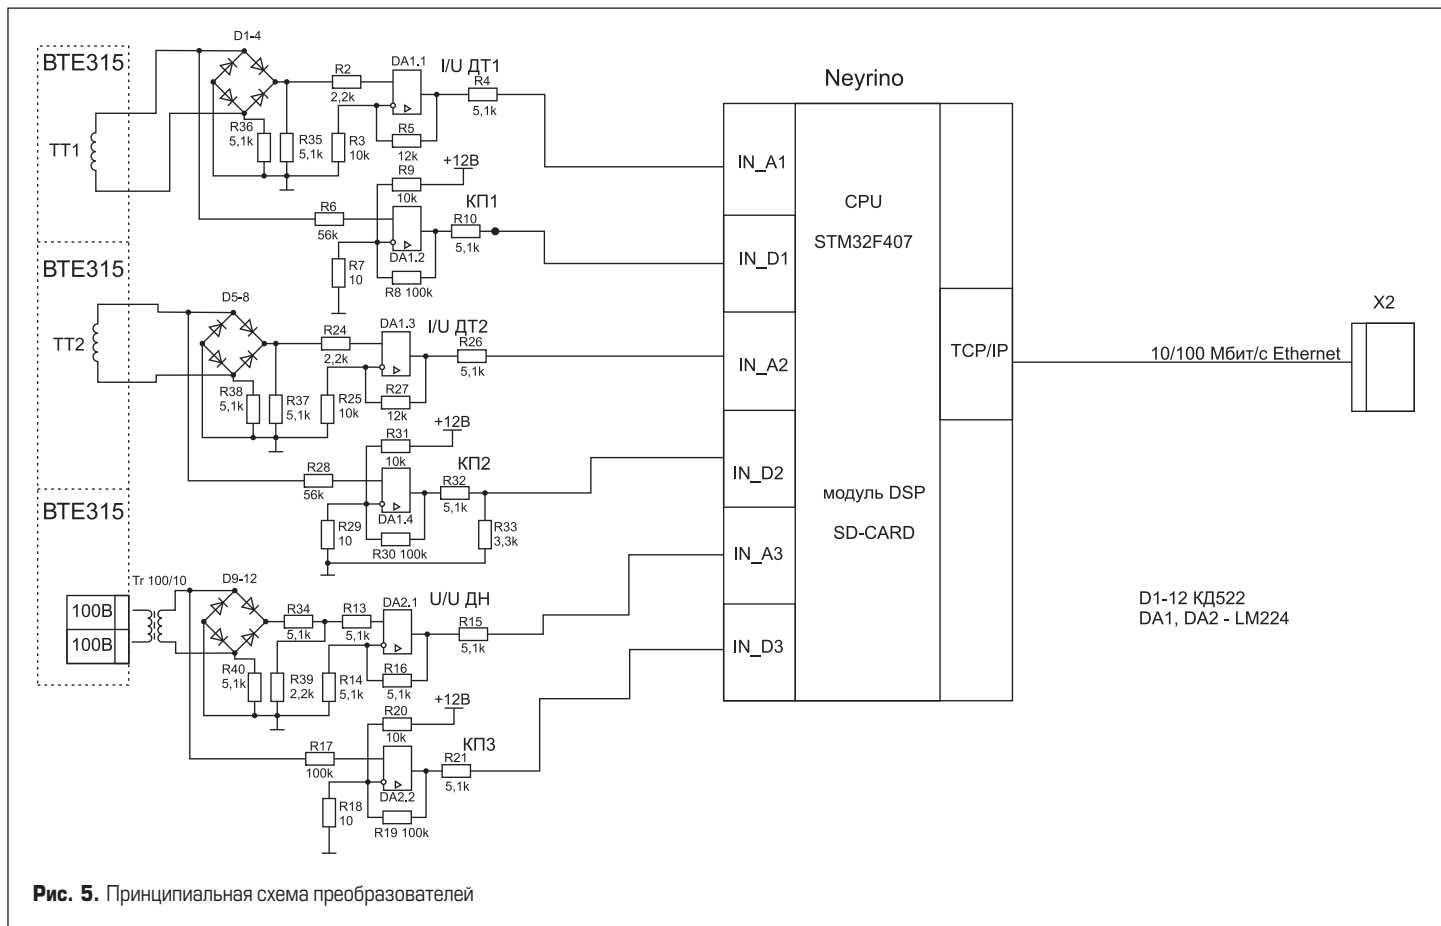 D1-4
BTE315
TT1
R36
5,1k
R35
5,1k
R2
2,2k
R3
10k
DA1.1
R5
12k
I/U ДТ1
R4
5,1k
R9
10k
+12В
R6
56k
R7
10
DA1.2
R8 100k
КП1
R10
5,1k
BTE315
TT2
D5-8
R38
5,1k
R37
5,1k
R24
2,2k
R25
10k
DA1.3
R27
12k
I/U ДТ2
R26
5,1k
R31
10k
+12В
R28
56k
R29
10
DA1.4
R30 100k
КП2
R32
5,1k
R33
3,3k
BTE315
100В
100В
Tr 100/10
D9-12
R40
5,1k
R39
2,2k
R34
5,1k
R13
5,1k
R14
5,1k
DA2.1
R16
5,1k
U/U ДН
R15
5,1k
R20
10k
+12В
R17
100k
R18
10
DA2.2
R19 100k
КП3
R21
5,1k
Neyrino
IN_A1
IN_D1
IN_A2
IN_D2
IN_A3
IN_D3
CPU
STM32F407
модуль DSP
SD-CARD
TCP/IP
10/100 Мбит/с Ethernet
X2
D1-12 КД522
DA1, DA2 - LM224
Рис. 5. Принципиальная схема преобразователей